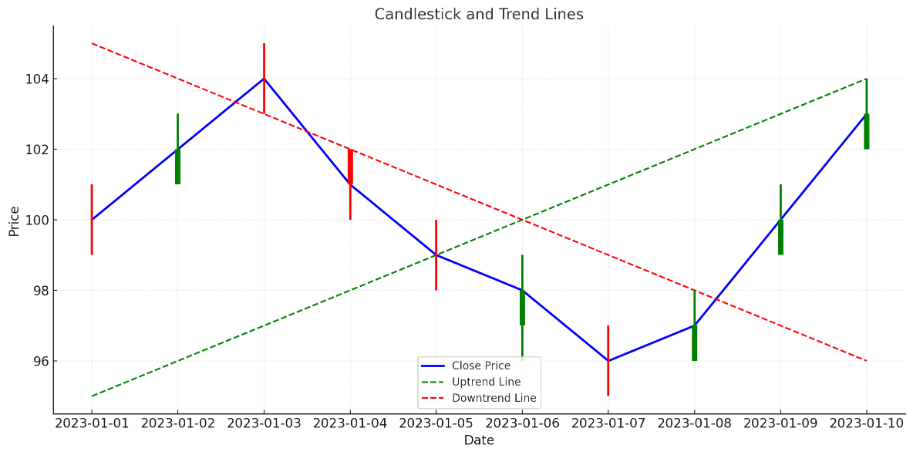 Candlestick and Trend Lines
Price
104
102
100
98
96
Close Price
Uptrend Line
Downtrend Line
2023-01-01 2023-01-02 2023-01-03 2023-01-04 2023-01-05 2023-01-06 2023-01-07 2023-01-08 2023-01-09 2023-01-10
Date